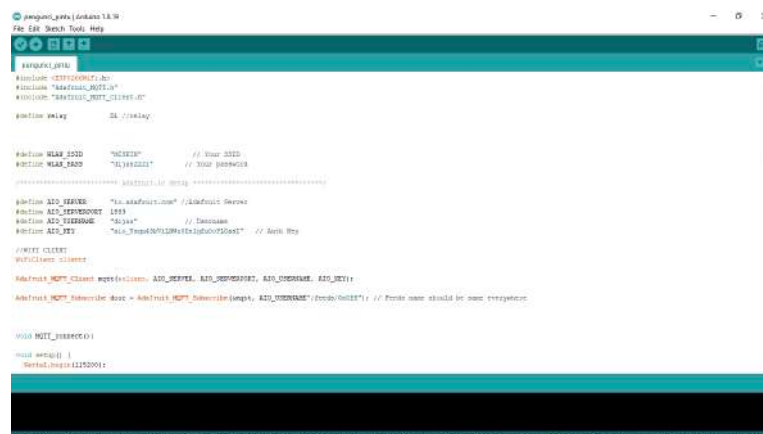 pengunci_pintu | Arduino 1.8.19
File Edit Sketch Tools Help
pengunci_pintu
#include <ESP8266WiFi.h>
#include "Adafruit_MQTT.h"
#include "Adafruit_MQTT_Client.h"
#define Relay //relay
#define WLAN_SSID // Your SSID
#define WLAN_PASS // Your password
/************************* Adafruit.io Setup *********************************/
#define AIO_SERVER "io.adafruit.com" //Adafruit Server
#define AIO_SERVERPORT 1883
#define AIO_USERNAME // Username
#define AIO_KEY // Auth Key
//WIFI CLIENT
WiFiClient client;
Adafruit_MQTT_Client mqtt(&client, AIO_SERVER, AIO_SERVERPORT, AIO_USERNAME, AIO_KEY);
Adafruit_MQTT_Subscribe door = Adafruit_MQTT_Subscribe(&mqtt, AIO_USERNAME // Feeds name should be same everywhere
void MQTT_connect();
void setup() {
Serial.begin(115200);